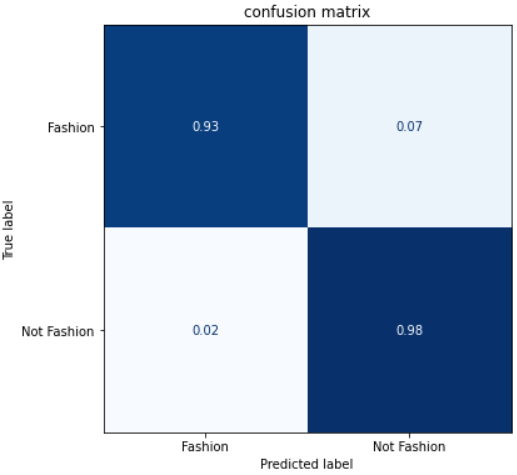 confusion matrix
Fashion
0.93
0.07
True label
Not Fashion
0.02
0.98
Fashion
Not Fashion
Predicted label